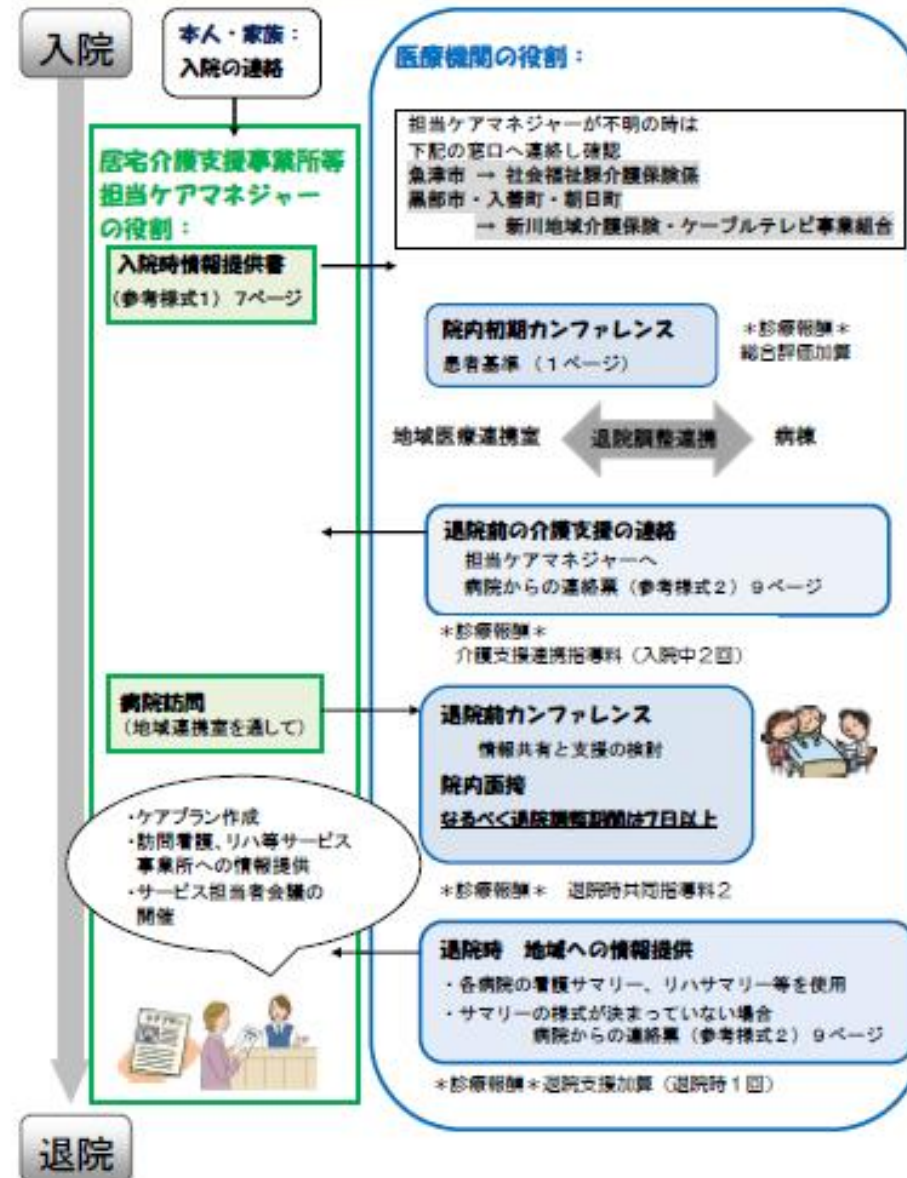 入院
本人・家族：
入院の連絡
居宅介護支援事業所等
担当ケアマネジャー
の役割：
入院時情報提供書
(参考様式1) 7ページ
医療機関の役割：
担当ケアマネジャーが不明の時は
下記の窓口へ連絡し確認
魚津市 → 社会福祉課介護保険係
黒部市・入善町・朝日町
→ 新川地域介護保険・ケーブルテレビ事業組合
院内初期カンファレンス
患者基準 （１ページ）
＊診療報酬＊
総合評価加算
地域医療連携室
退院調整連携
病棟
退院前の介護支援の連絡
担当ケアマネジャーへ
病院からの連絡票（参考様式２）９ページ
＊診療報酬＊
介護支援連携指導料（入院中２回）
病院訪問
（地域連携室を通して）
退院前カンファレンス
情報共有と支援の検討
院内面接
なるべく退院調整期間は7日以上
＊診療報酬＊ 退院時共同指導料２
・ケアプラン作成
・訪問看護、リハ等サービス
事業所への情報提供
・サービス担当者会議の
開催
退院時 地域への情報提供
・各病院の看護サマリー、リハサマリー等を使用
・サマリーの様式が決まっていない場合
病院からの連絡票（参考様式２）９ページ
＊診療報酬＊退院支援加算（退院時１回）
退院